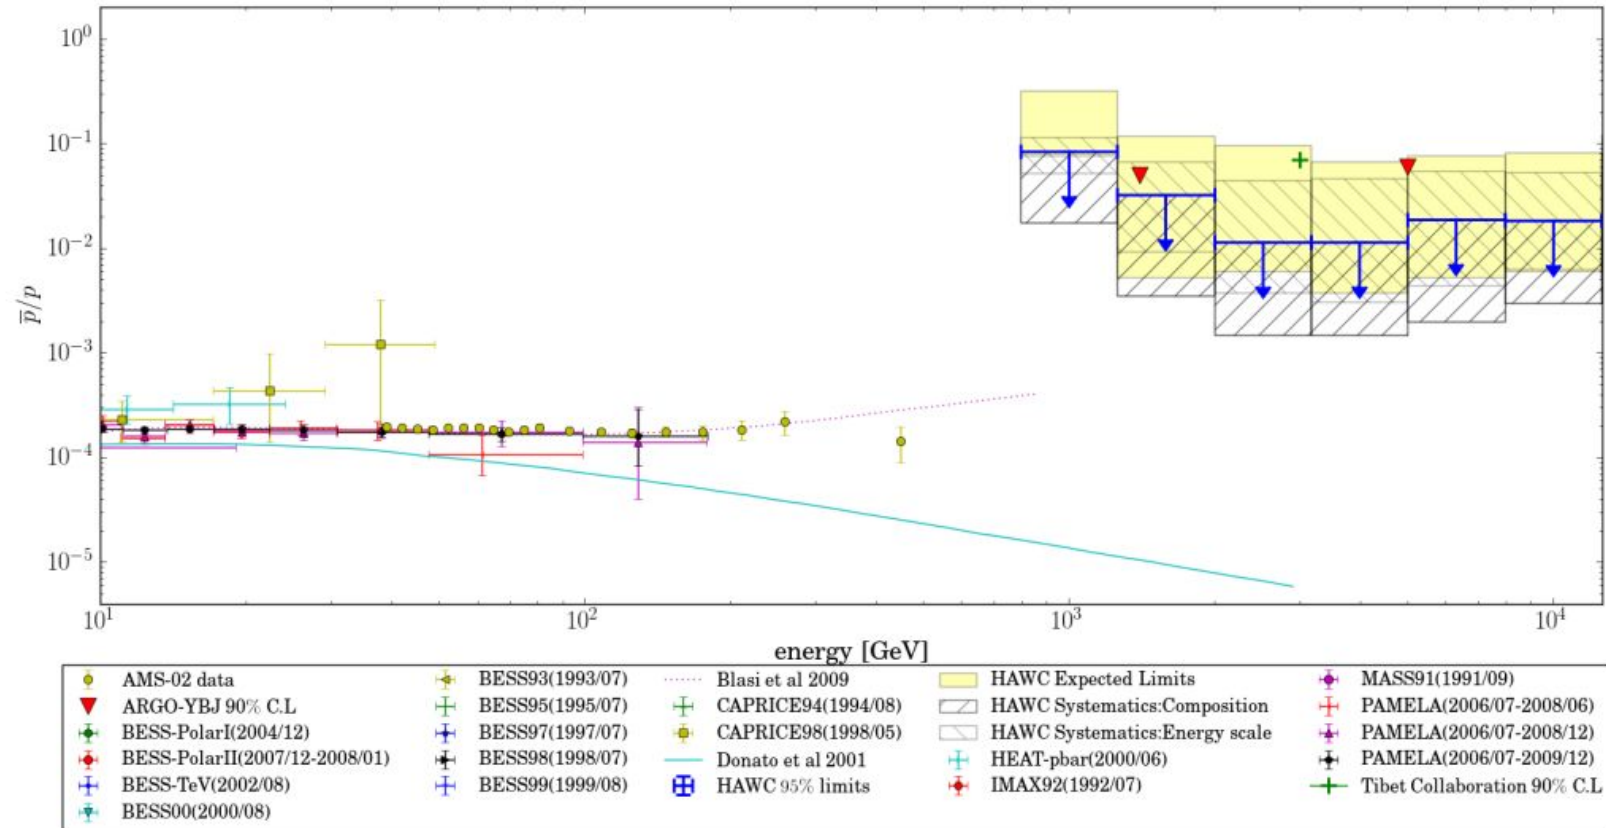 10^0
10^-1
10^-2
10^-3
10^-4
10^-5
p̅/p
10^1 10^2 10^3 10^4
energy [GeV]
AMS-02 data
ARGO-YBJ 90% C.L
BESS-PolarI(2004/12)
BESS-PolarII(2007/12-2008/01)
BESS-TeV(2002/08)
BESS00(2000/08)
BESS93(1993/07)
BESS95(1995/07)
BESS97(1997/07)
BESS98(1998/07)
BESS99(1999/08)
Blasi et al 2009
CAPRICE94(1994/08)
CAPRICE98(1998/05)
Donato et al 2001
HAWC 95% limits
HAWC Expected Limits
HAWC Systematics:Composition
HAWC Systematics:Energy scale
HEAT-pbar(2000/06)
IMAX92(1992/07)
MASS91(1991/09)
PAMELA(2006/07-2008/06)
PAMELA(2006/07-2008/12)
PAMELA(2006/07-2009/12)
Tibet Collaboration 90% C.L